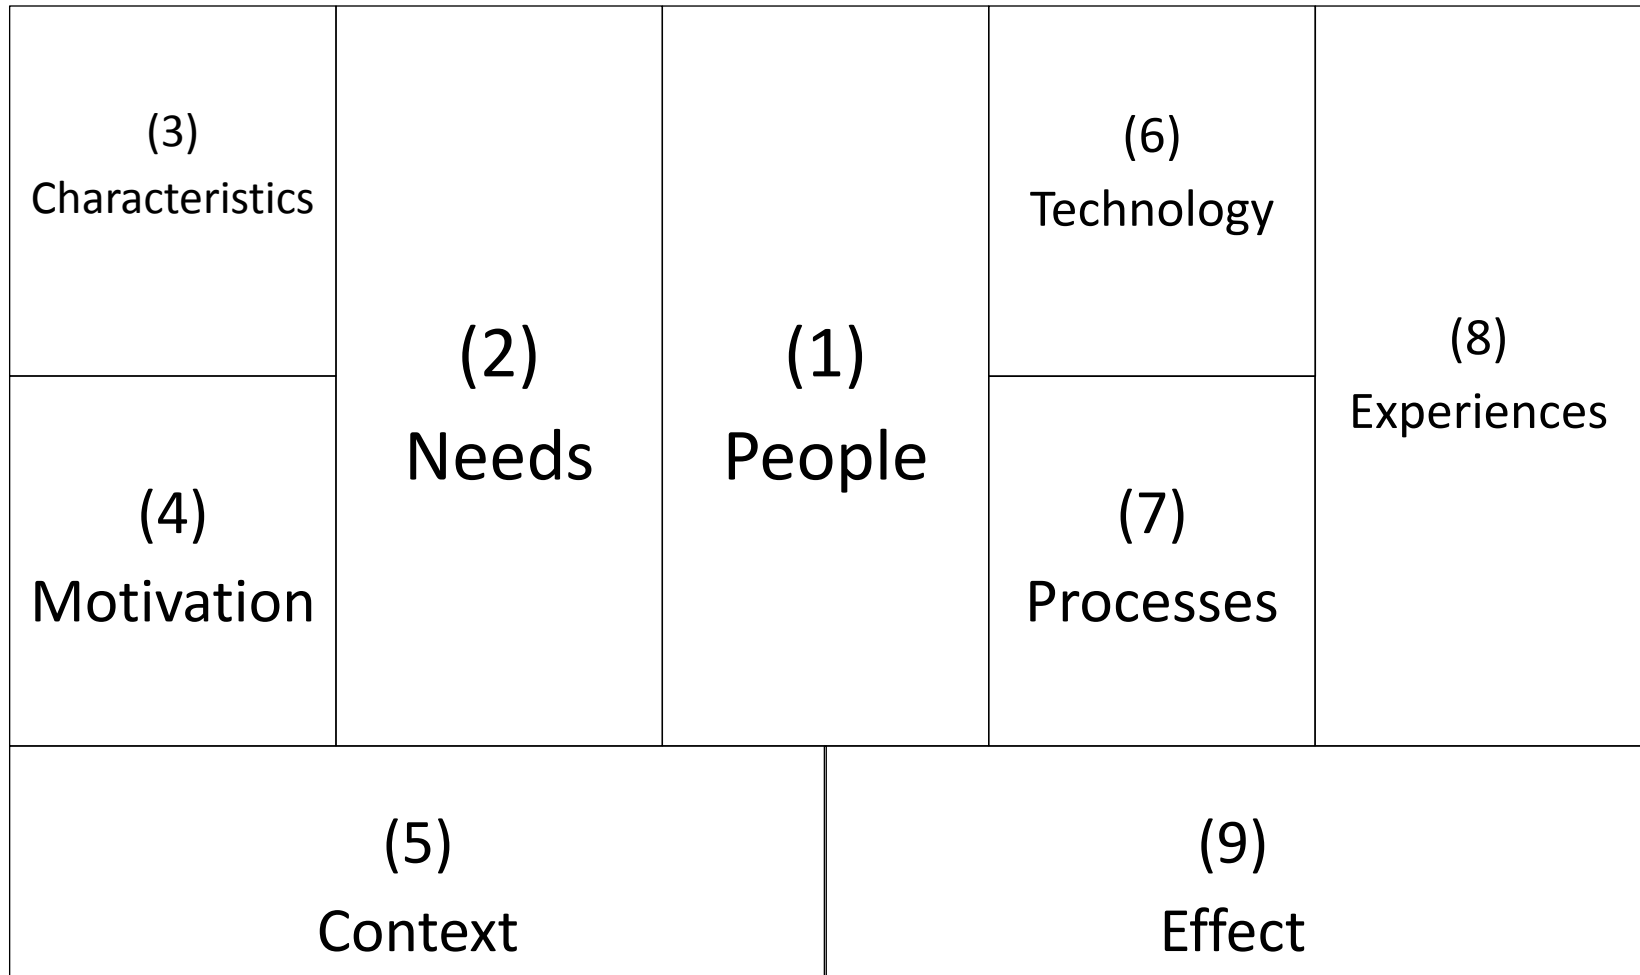 (3)
Characteristics
(4)
Motivation
(2)
Needs
(1)
People
(6)
Technology
(7)
Processes
(8)
Experiences
(5)
Context
(9)
Effect